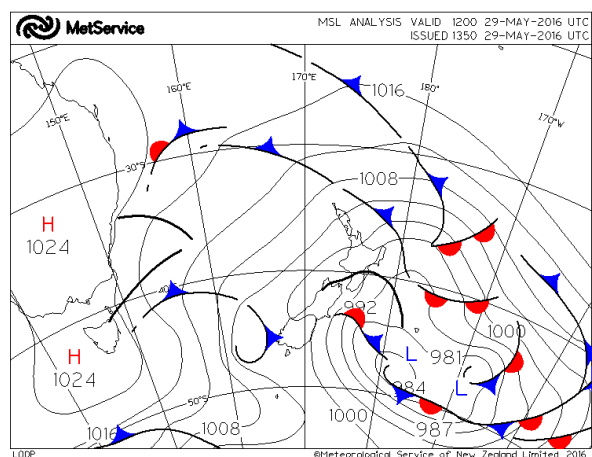 MetService
MSL ANALYSIS VALID 1200 29-MAY-2016 UTC
ISSUED 1350 29-MAY-2016 UTC
170°E
180°
160°E
1016
150°E
170°W
30°S
1008
H
1024
40
992
1000
L
981
H
1024
984
L
50°S
1000
987
1016
1008
LODP
©Meteorological Service of New Zealand Limited 2016